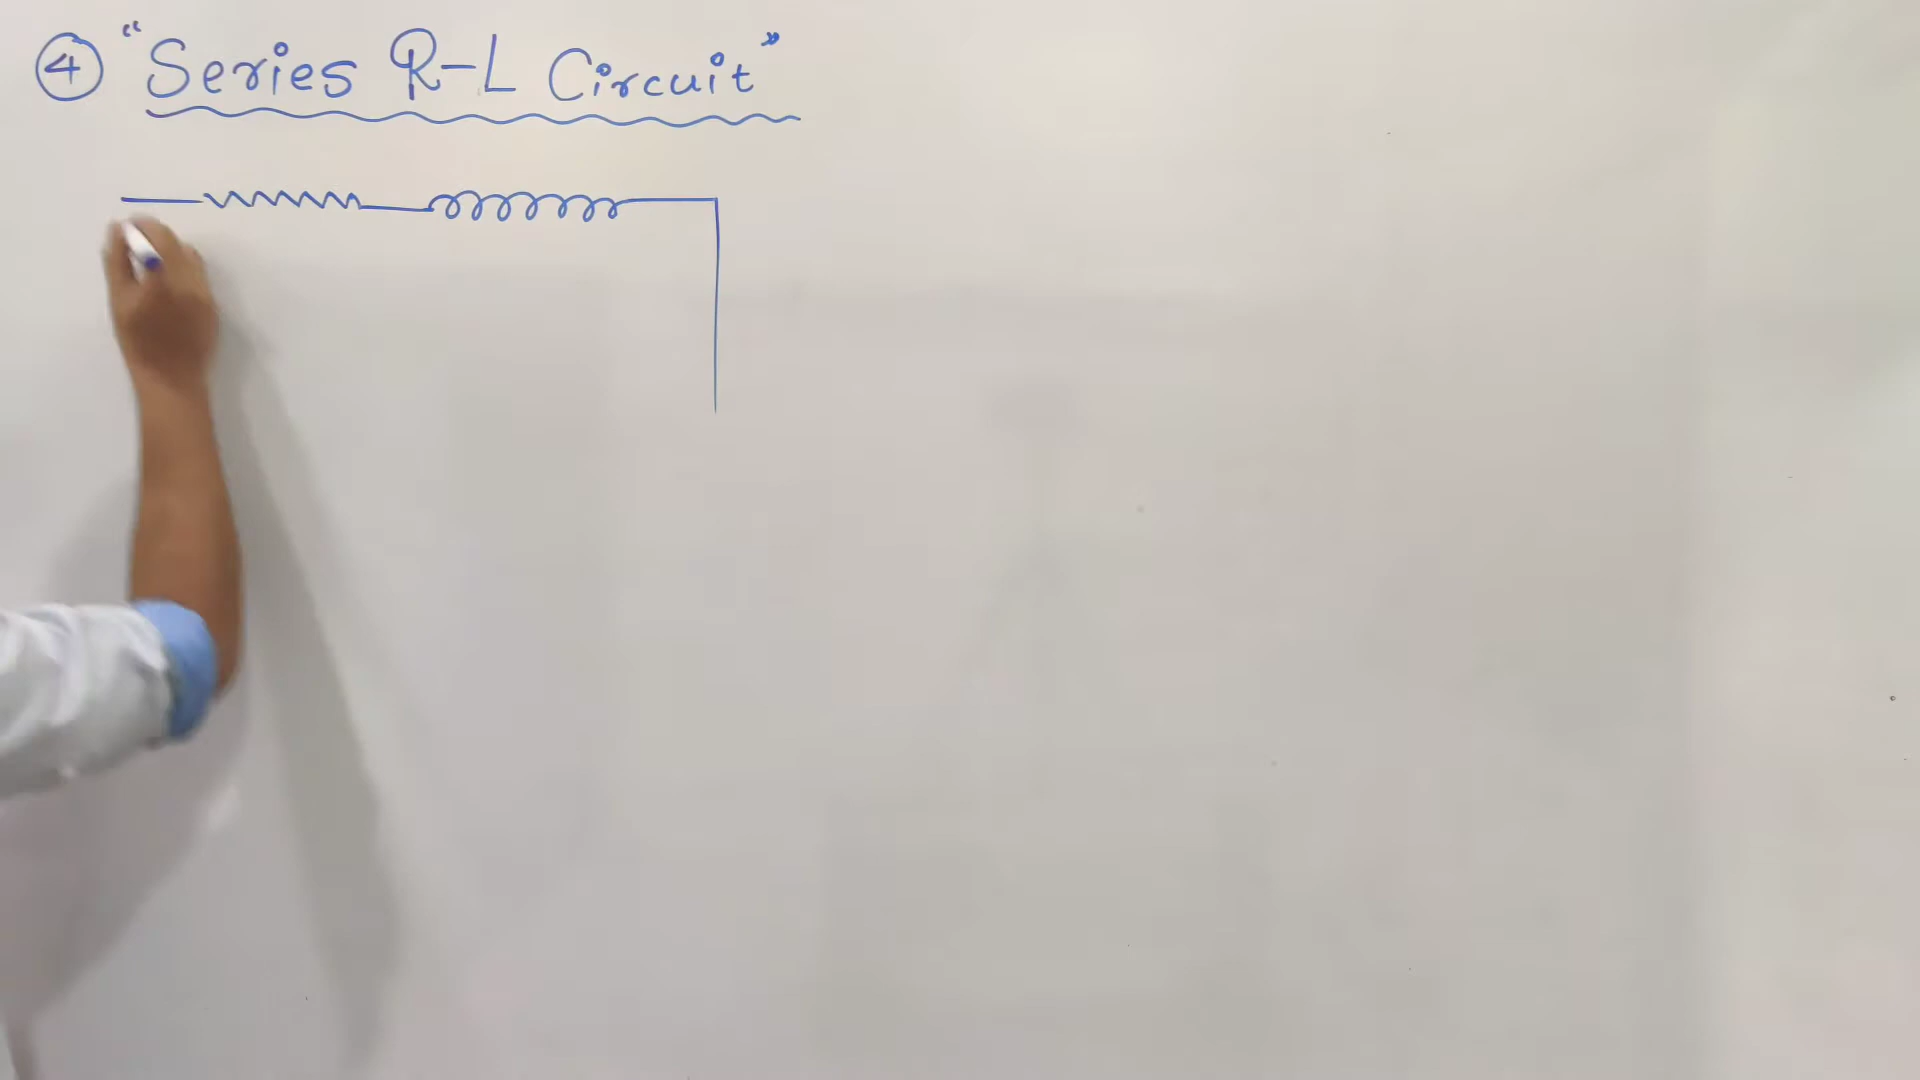 ④ "Series R-L Circuit"